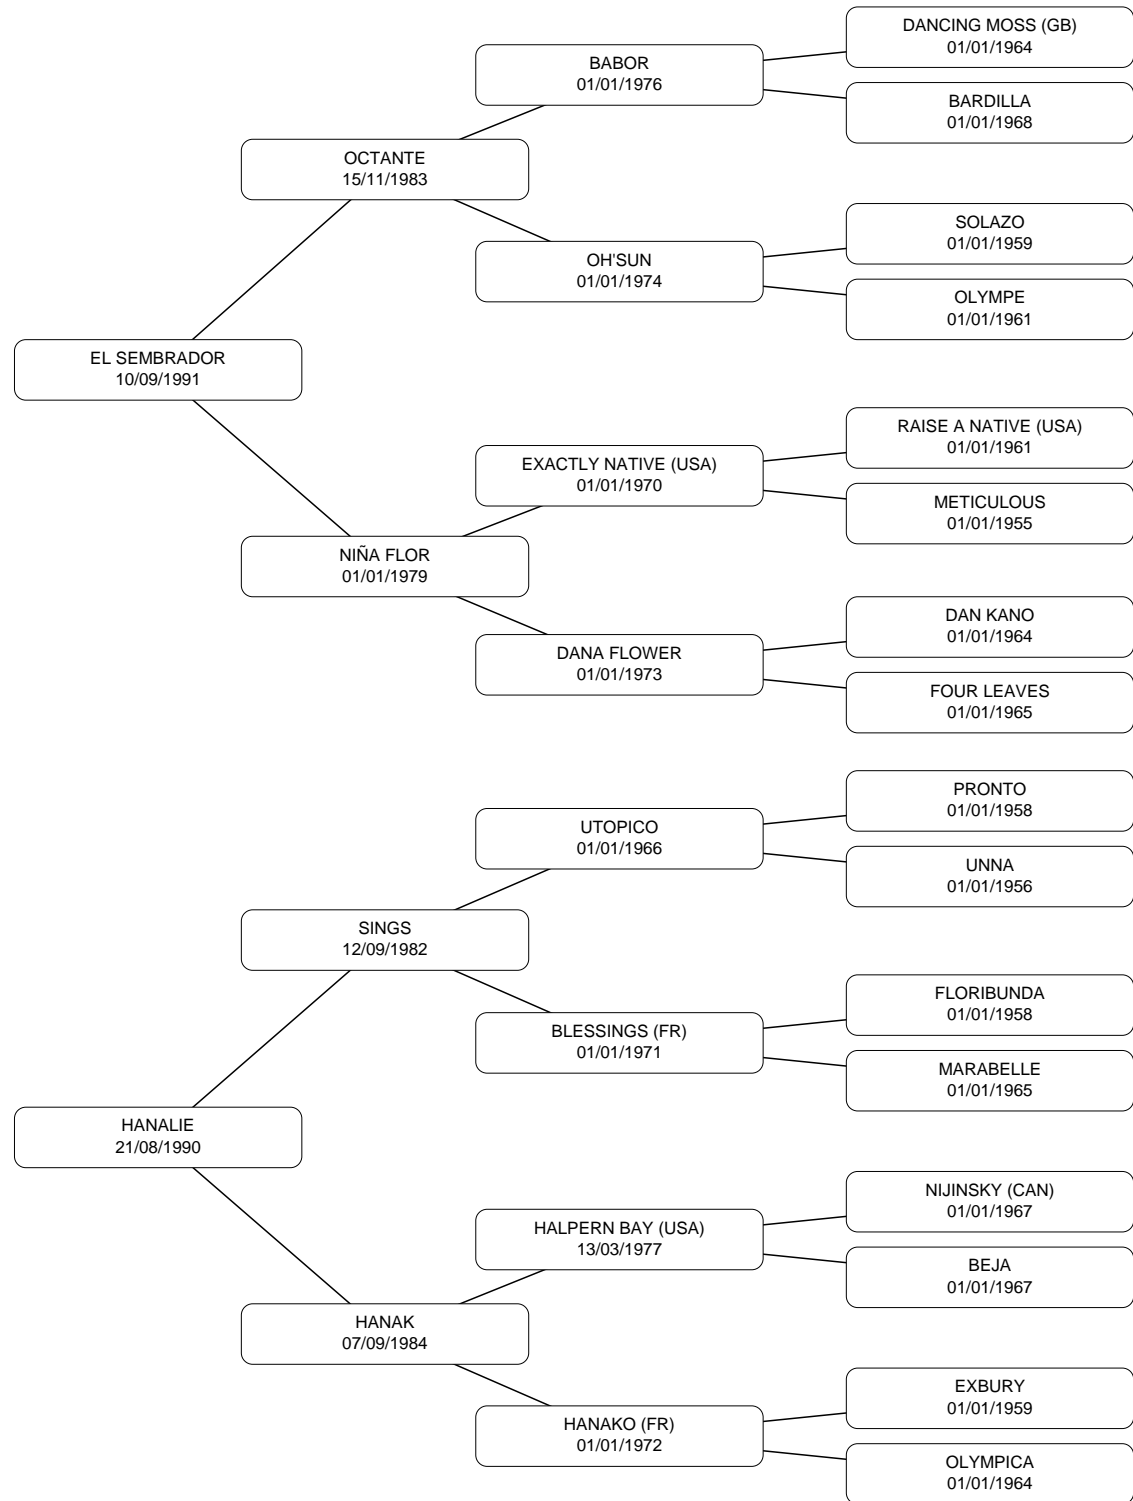 DANCING MOSS (GB)
01/01/1964
BABOR
01/01/1976
BARDILLA
01/01/1968
OCTANTE
15/11/1983
SOLAZO
01/01/1959
OH'SUN
01/01/1974
OLYMPE
01/01/1961
EL SEMBRADOR
10/09/1991
RAISE A NATIVE (USA)
01/01/1961
EXACTLY NATIVE (USA)
01/01/1970
METICULOUS
01/01/1955
NIÑA FLOR
01/01/1979
DAN KANO
01/01/1964
DANA FLOWER
01/01/1973
FOUR LEAVES
01/01/1965
PRONTO
01/01/1958
UTOPICO
01/01/1966
UNNA
01/01/1956
SINGS
12/09/1982
FLORIBUNDA
01/01/1958
BLESSINGS (FR)
01/01/1971
MARABELLE
01/01/1965
HANALIE
21/08/1990
NIJINSKY (CAN)
01/01/1967
HALPERN BAY (USA)
13/03/1977
BEJA
01/01/1967
HANAK
07/09/1984
EXBURY
01/01/1959
HANAKO (FR)
01/01/1972
OLYMPICA
01/01/1964